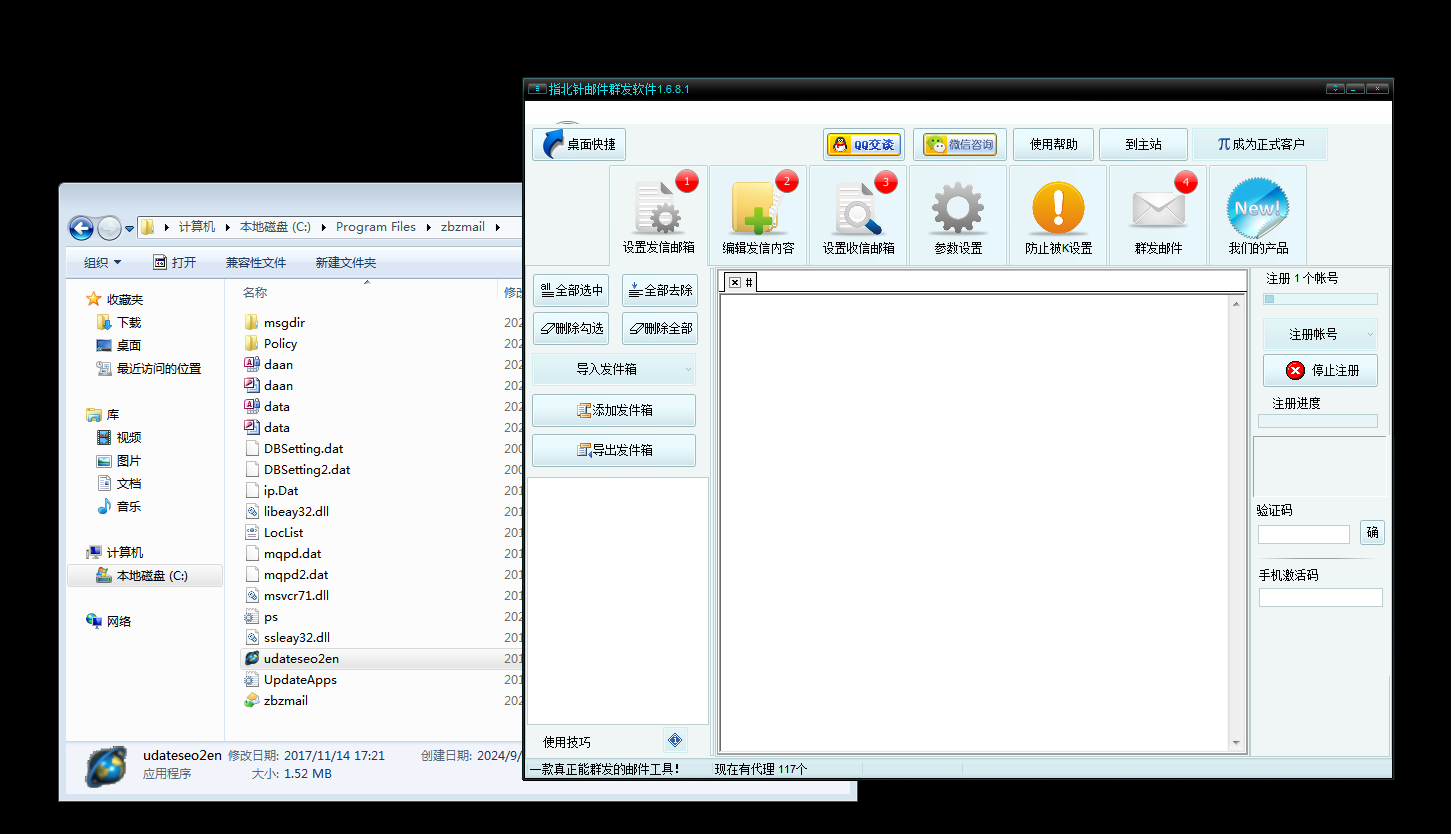 指北针邮件群发软件1.6.8.1
桌面快捷
QQ交谈
微信咨询
使用帮助
到主站
π成为正式客户
1
设置发信邮箱
2
编辑发信内容
3
设置收信邮箱
参数设置
防止被K设置
4
群发邮件
New!
我们的产品
all 全部选中
全部去除
删除勾选
删除全部
导入发件箱
添加发件箱
导出发件箱
使用技巧
#
注册 1 个帐号
注册帐号
停止注册
注册进度
验证码
确
手机激活码
一款真正能群发的邮件工具!
现在有代理 117个
计算机
本地磁盘 (C:)
Program Files
zbzmail
组织
打开
兼容性文件
新建文件夹
收藏夹
下载
桌面
最近访问的位置
库
视频
图片
文档
音乐
计算机
本地磁盘 (C:)
网络
名称
修改
msgdir 202
Policy 202
daan 202
daan 202
data 202
data 202
DBSetting.dat 200
DBSetting2.dat 200
ip.Dat 201
libeay32.dll 201
LocList 201
mqpd.dat 201
mqpd2.dat 201
msvcr71.dll 201
ps 202
ssleay32.dll 201
udateseo2en 201
UpdateApps 201
zbzmail 202
udateseo2en 修改日期: 2017/11/14 17:21 创建日期: 2024/9/
应用程序 大小: 1.52 MB